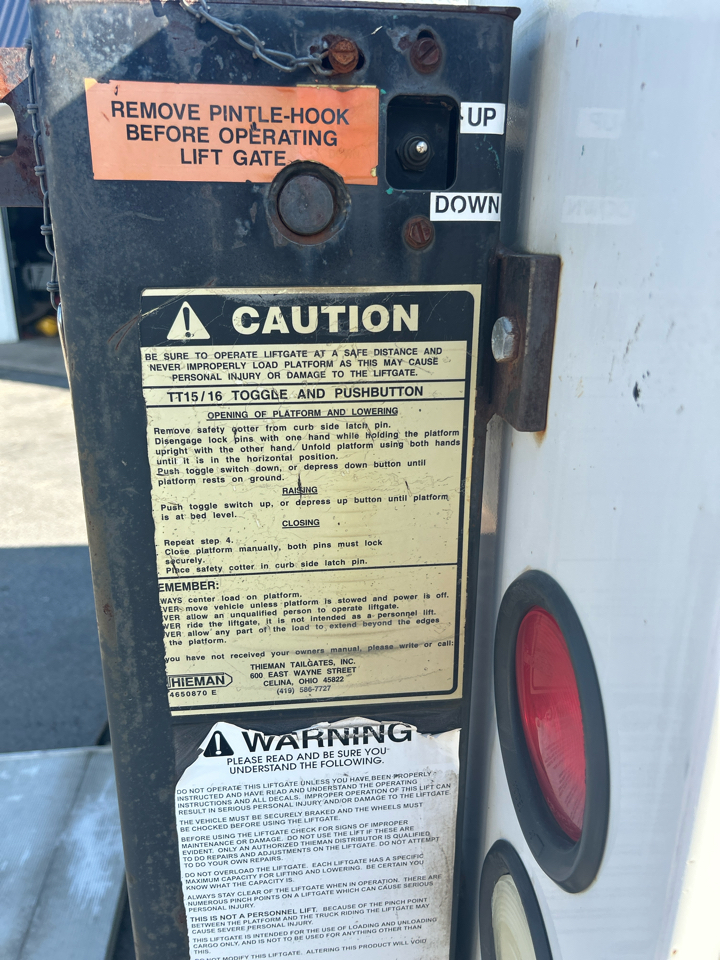 REMOVE PINTLE-HOOK
BEFORE OPERATING
LIFT GATE
UP
DOWN
CAUTION
BE SURE TO OPERATE LIFTGATE AT A SAFE DISTANCE AND
NEVER IMPROPERLY LOAD PLATFORM AS THIS MAY CAUSE
PERSONAL INJURY OR DAMAGE TO THE LIFTGATE.
TT15/16 TOGGLE AND PUSHBUTTON
OPENING OF PLATFORM AND LOWERING
Remove safety cotter from curb side latch pin.
Disengage lock pins with one hand while holding the platform
upright with the other hand. Unfold platform using both hands
until it is in the horizontal position.
Push toggle switch down, or depress down button until
platform rests on ground.
RAISING
Push toggle switch up, or depress up button until platform
is at bed level.
CLOSING
Repeat step 4.
Close platform manually, both pins must lock
securely.
Place safety cotter in curb side latch pin.
EMEMBER:
WAYS center load on platform.
VER move vehicle unless platform is stowed and power is off.
VER allow an unqualified person to operate liftgate.
VER ride the liftgate, it is not intended as a personnel lift.
VER allow any part of the load to extend beyond the edges
the platform.
you have not received your owners manual, please write or call:
THIEMAN TAILGATES, INC.
600 EAST WAYNE STREET
CELINA, OHIO 45822
(419) 586-7727
HIEMAN
4650870 E
WARNING
PLEASE READ AND BE SURE YOU
UNDERSTAND THE FOLLOWING.
DO NOT OPERATE THIS LIFTGATE UNLESS YOU HAVE BEEN PROPERLY
INSTRUCTED AND HAVE READ AND UNDERSTAND THE OPERATING
INSTRUCTIONS AND ALL DECALS. IMPROPER OPERATION OF THIS LIFT CAN
RESULT IN SERIOUS PERSONAL INJURY AND/OR DAMAGE TO THE LIFTGATE
THE VEHICLE MUST BE SECURELY BRAKED AND THE WHEELS MUST
BE CHOCKED BEFORE USING THE LIFTGATE.
BEFORE USING THE LIFTGATE CHECK FOR SIGNS OF IMPROPER
MAINTENANCE OR DAMAGE. DO NOT USE THE LIFT IF THESE ARE
EVIDENT. ONLY AN AUTHORIZED THIEMAN DISTRIBUTOR IS QUALIFIED
TO DO REPAIRS AND ADJUSTMENTS ON THE LIFTGATE. DO NOT ATTEMPT
TO DO YOUR OWN REPAIRS.
DO NOT OVERLOAD THE LIFTGATE. EACH LIFTGATE HAS A SPECIFIC
MAXIMUM CAPACITY FOR LIFTING AND LOWERING. BE CERTAIN YOU
KNOW WHAT THE CAPACITY IS.
ALWAYS STAY CLEAR OF THE LIFTGATE WHEN IN OPERATION. THERE ARE
NUMEROUS PINCH POINTS ON A LIFTGATE WHICH CAN CAUSE SERIOUS
PERSONAL INJURY.
THIS IS NOT A PERSONNEL LIFT. BECAUSE OF THE PINCH POINT
BETWEEN THE PLATFORM AND THE TRUCK RIDING THE LIFTGATE MAY
CAUSE SEVERE PERSONAL INJURY.
THIS LIFTGATE IS INTENDED FOR THE USE OF LOADING AND UNLOADING
CARGO ONLY, AND IS NOT TO BE USED FOR ANYTHING OTHER THAN
THIS.
DO NOT MODIFY THIS LIFTGATE. ALTERING THIS PRODUCT WILL VOID